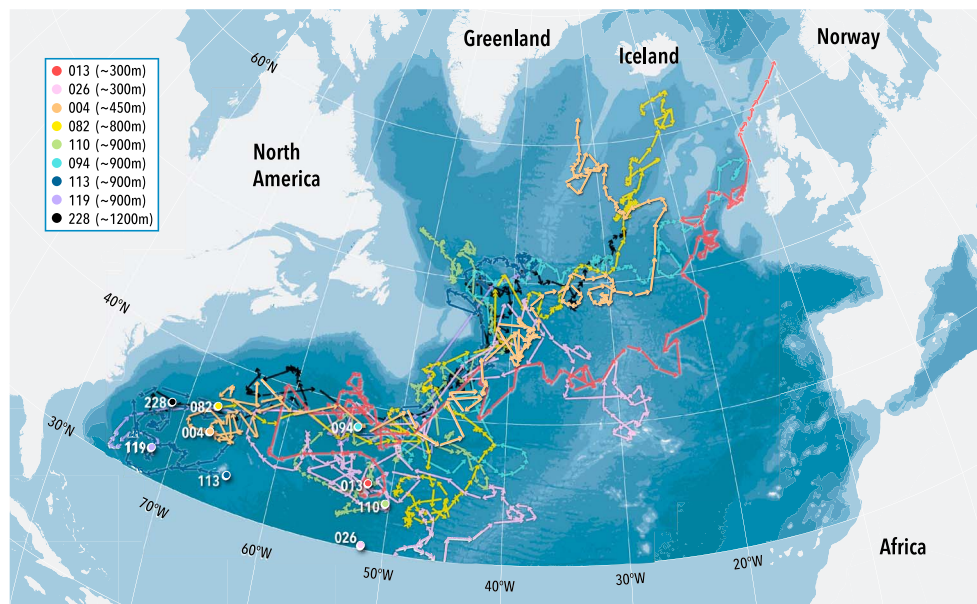 Greenland
Norway
Iceland
60°N
013 (~300m)
026 (~300m)
004 (~450m)
082 (~800m)
110 (~900m)
094 (~900m)
113 (~900m)
119 (~900m)
228 (~1200m)
North
America
40°N
30°N
228
082
004
094
119
113
013
110
026
70°W
60°W
50°W
40°W
30°W
20°W
Africa